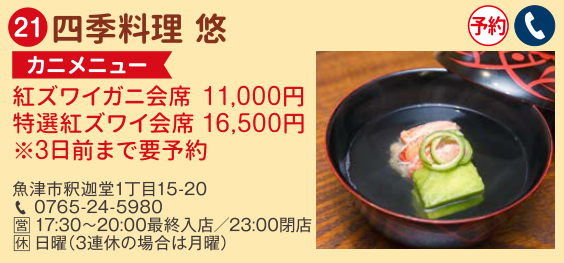 21 四季料理 悠
予約
カニメニュー
紅ズワイガニ会席 11,000円
特選紅ズワイ会席 16,500円
※3日前まで要予約
魚津市釈迦堂1丁目15-20
0765-24-5980
営 17:30〜20:00最終入店／23:00閉店
休 日曜（3連休の場合は月曜）